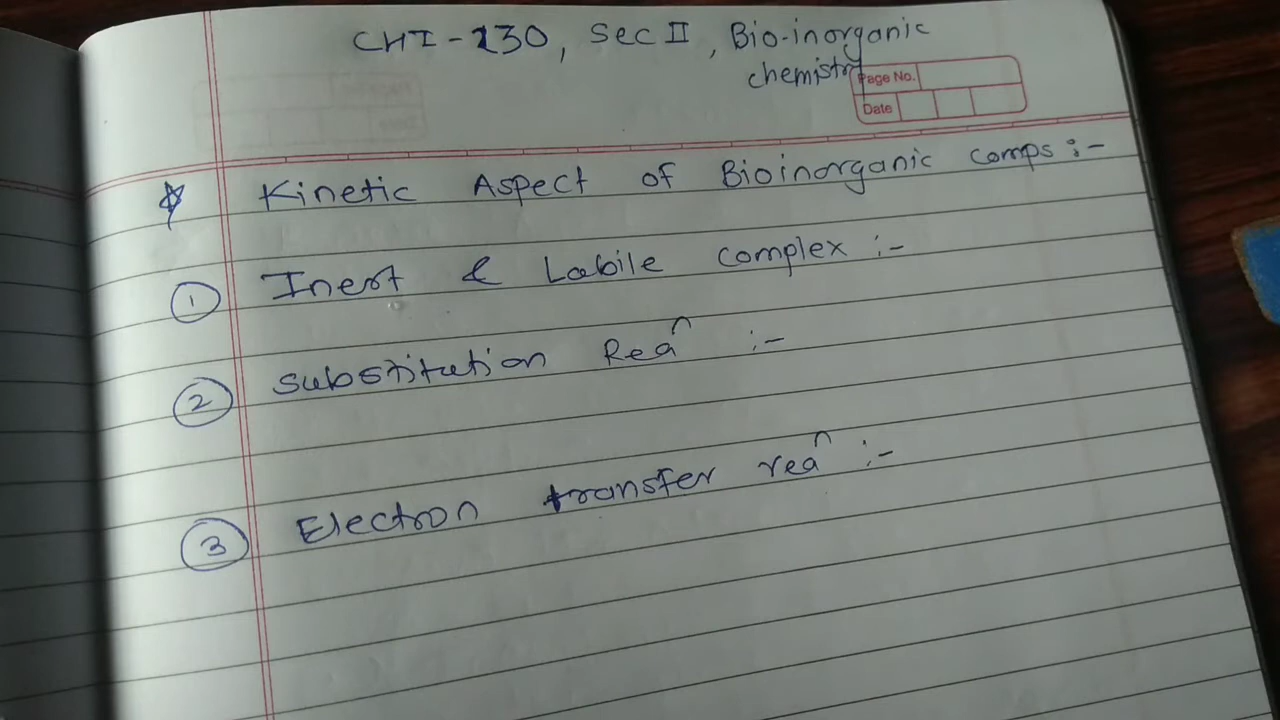 CHI-130, Sec II, Bio-inorganic
chemistry
Page No.
Date
Kinetic Aspect of Bioinorganic comps :-
① Inert & Labile complex :-
② Substitution Reaⁿ :-
③ Electron transfer reaⁿ :-